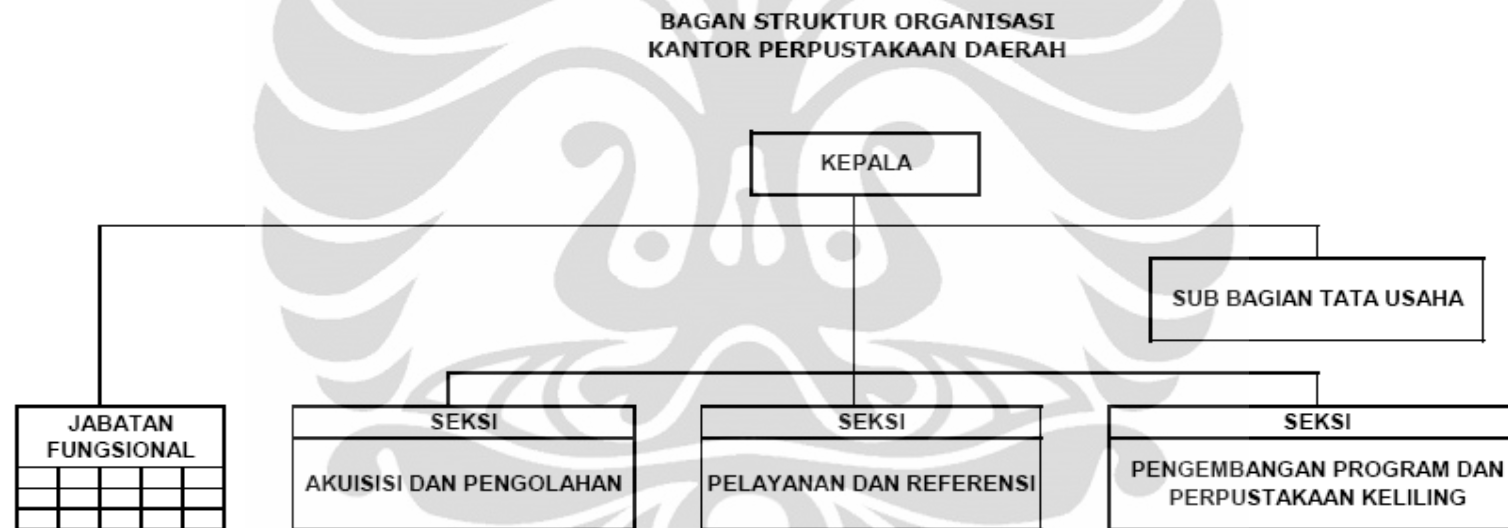 BAGAN STRUKTUR ORGANISASI
KANTOR PERPUSTAKAAN DAERAH
KEPALA
SUB BAGIAN TATA USAHA
JABATAN
FUNGSIONAL
SEKSI
AKUISISI DAN PENGOLAHAN
SEKSI
PELAYANAN DAN REFERENSI
SEKSI
PENGEMBANGAN PROGRAM DAN
PERPUSTAKAAN KELILING